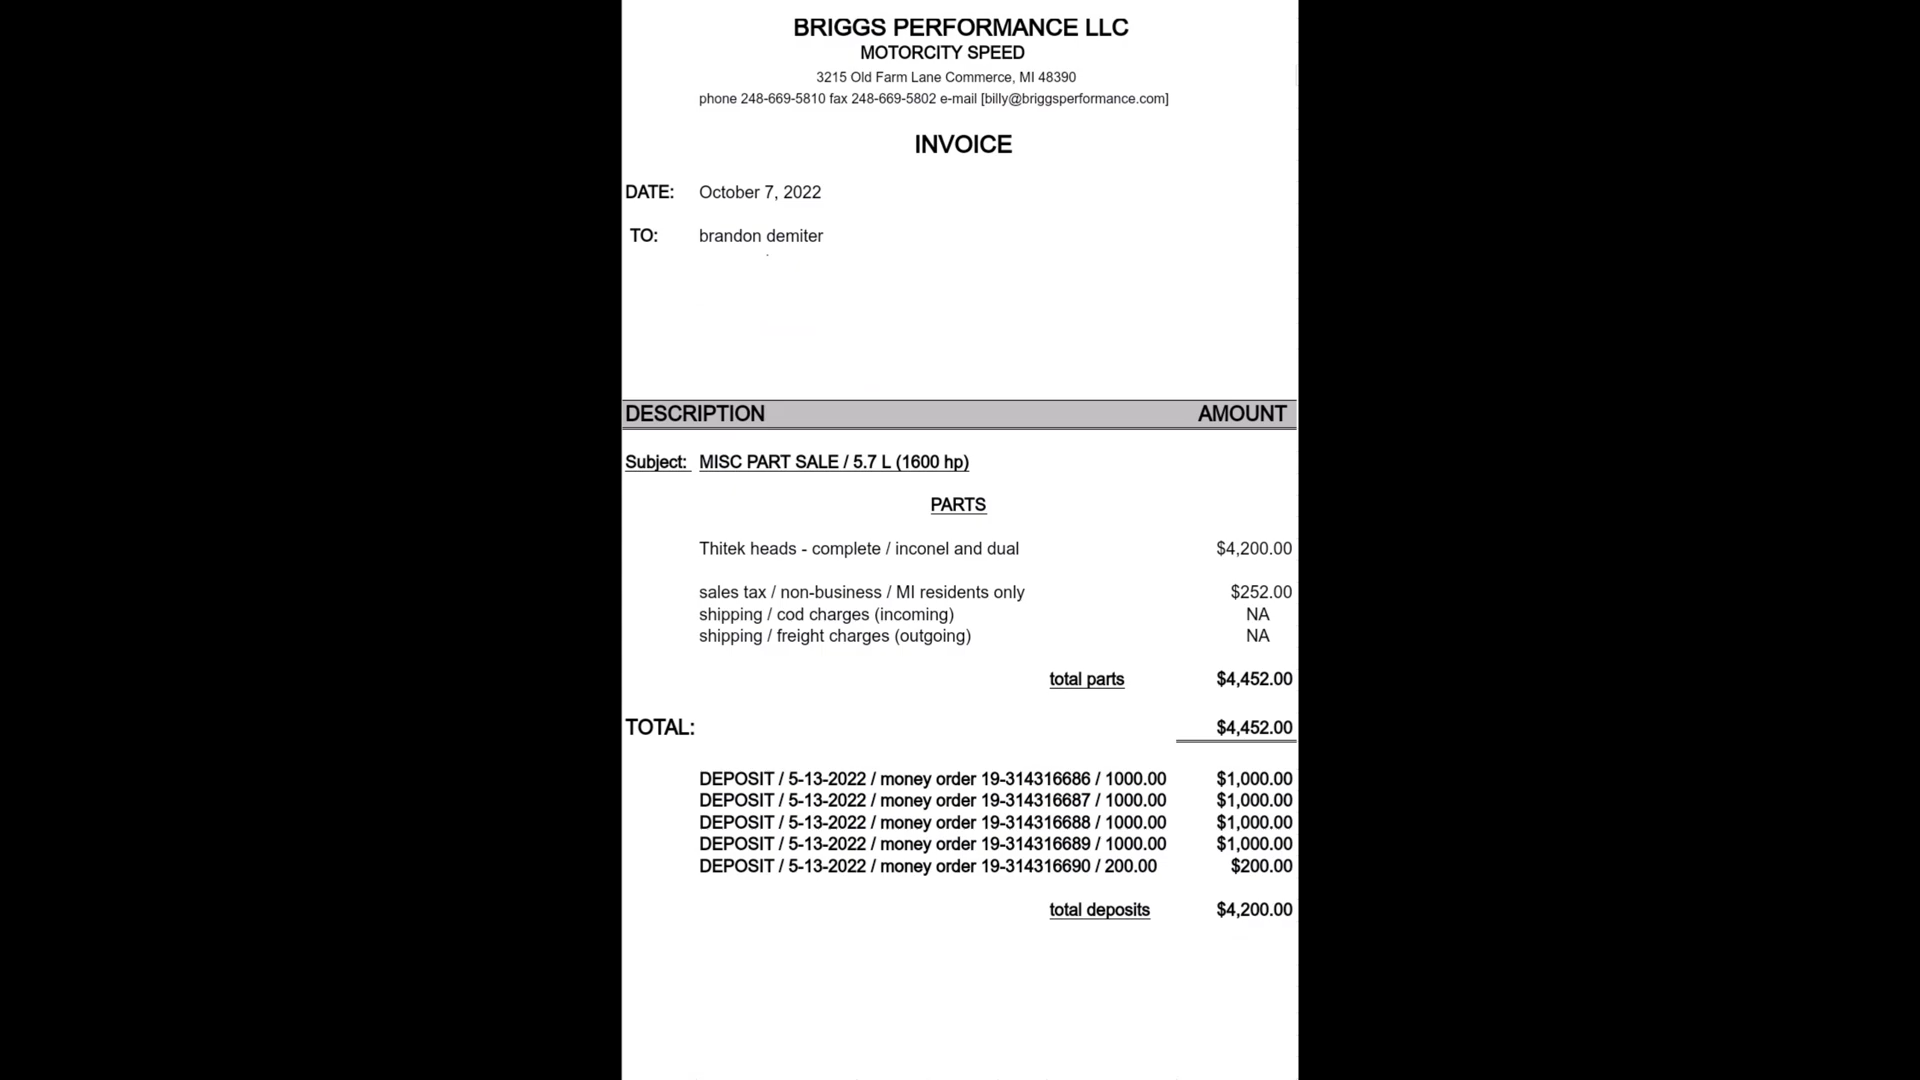 BRIGGS PERFORMANCE LLC
MOTORCITY SPEED
3215 Old Farm Lane Commerce, MI 48390
phone 248-669-5810 fax 248-669-5802 e-mail [billy@briggsperformance.com]
INVOICE
DATE: October 7, 2022
TO: brandon demiter
DESCRIPTION AMOUNT
Subject: MISC PART SALE / 5.7 L (1600 hp)
PARTS
Thitek heads - complete / inconel and dual $4,200.00
sales tax / non-business / MI residents only $252.00
shipping / cod charges (incoming) NA
shipping / freight charges (outgoing) NA
total parts $4,452.00
TOTAL: $4,452.00
DEPOSIT / 5-13-2022 / money order 19-314316686 / 1000.00 $1,000.00
DEPOSIT / 5-13-2022 / money order 19-314316687 / 1000.00 $1,000.00
DEPOSIT / 5-13-2022 / money order 19-314316688 / 1000.00 $1,000.00
DEPOSIT / 5-13-2022 / money order 19-314316689 / 1000.00 $1,000.00
DEPOSIT / 5-13-2022 / money order 19-314316690 / 200.00 $200.00
total deposits $4,200.00